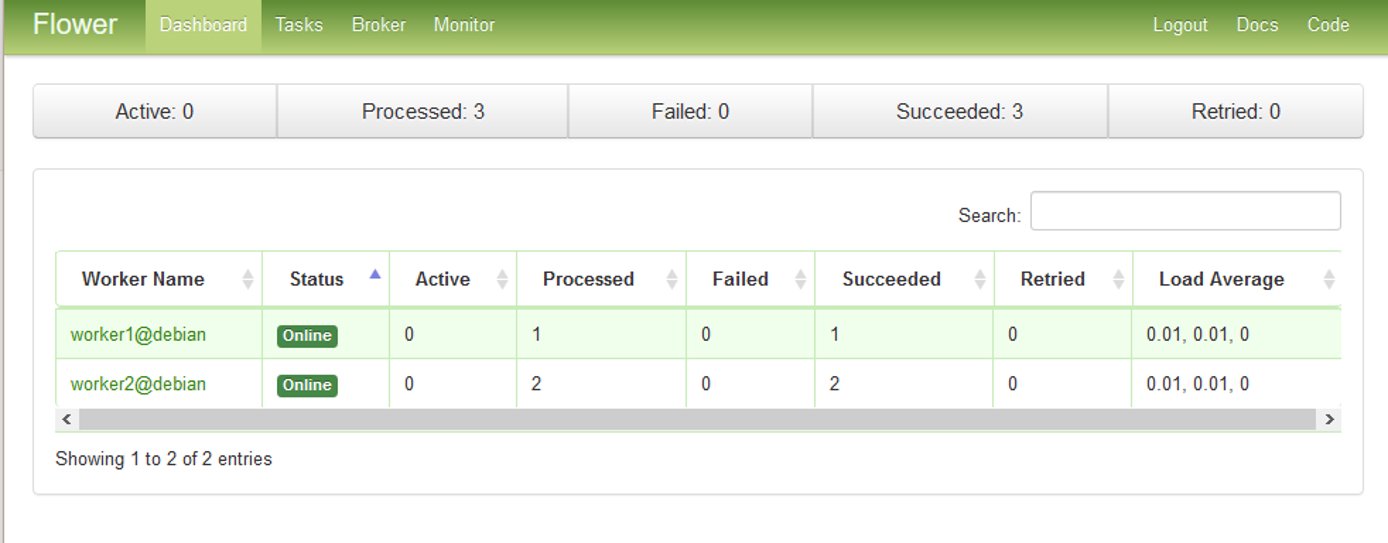 Flower Dashboard Tasks Broker Monitor Logout Docs Code
Active: 0 Processed: 3 Failed: 0 Succeeded: 3 Retried: 0
Search:
Worker Name Status Active Processed Failed Succeeded Retried Load Average
worker1@debian Online 0 1 0 1 0 0.01, 0.01, 0
worker2@debian Online 0 2 0 2 0 0.01, 0.01, 0
Showing 1 to 2 of 2 entries